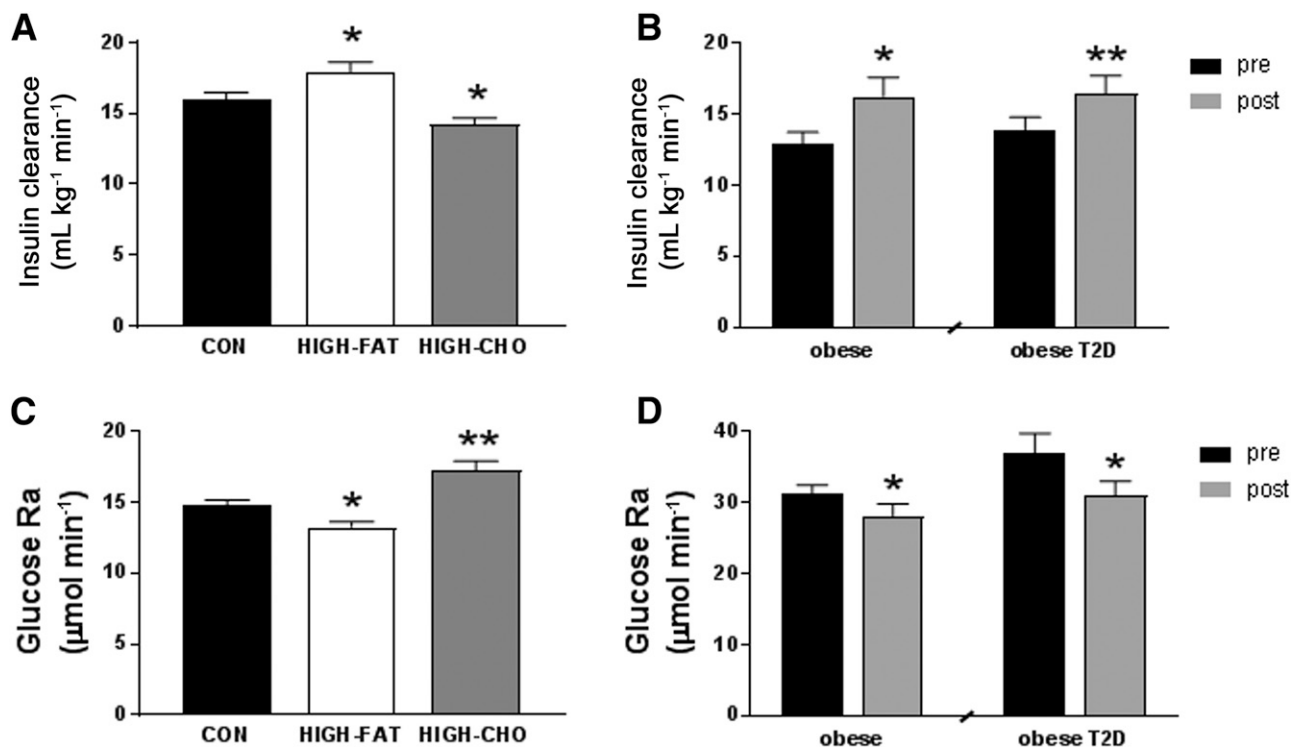 A
Insulin clearance
(mL kg⁻¹ min⁻¹)
20
15
10
5
0
*
*
CON HIGH-FAT HIGH-CHO
B
Insulin clearance
(mL kg⁻¹ min⁻¹)
20
15
10
5
0
*
**
obese obese T2D
pre
post
C
Glucose Ra
(µmol min⁻¹)
20
15
10
5
0
*
**
CON HIGH-FAT HIGH-CHO
D
Glucose Ra
(µmol min⁻¹)
40
30
20
10
0
*
*
obese obese T2D
pre
post